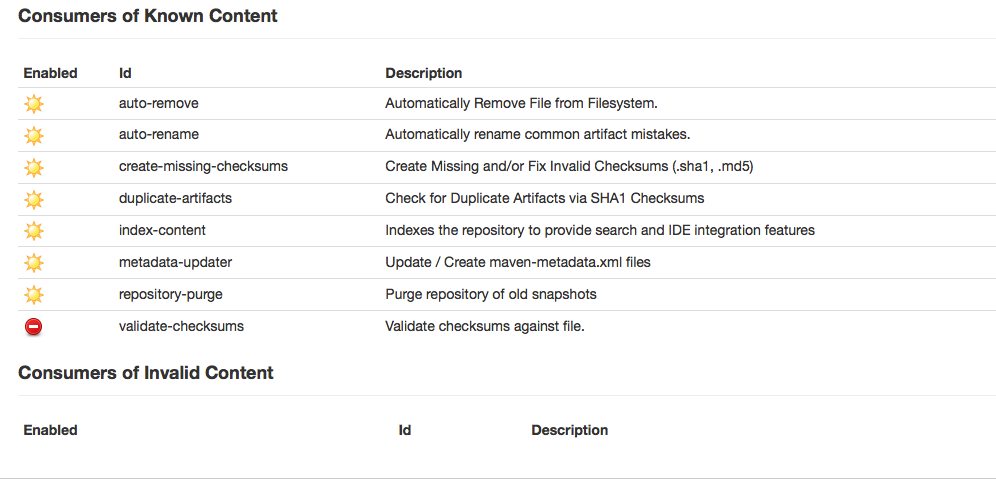 Consumers of Known Content
Enabled Id Description
auto-remove Automatically Remove File from Filesystem.
auto-rename Automatically rename common artifact mistakes.
create-missing-checksums Create Missing and/or Fix Invalid Checksums (.sha1, .md5)
duplicate-artifacts Check for Duplicate Artifacts via SHA1 Checksums
index-content Indexes the repository to provide search and IDE integration features
metadata-updater Update / Create maven-metadata.xml files
repository-purge Purge repository of old snapshots
validate-checksums Validate checksums against file.
Consumers of Invalid Content
Enabled Id Description